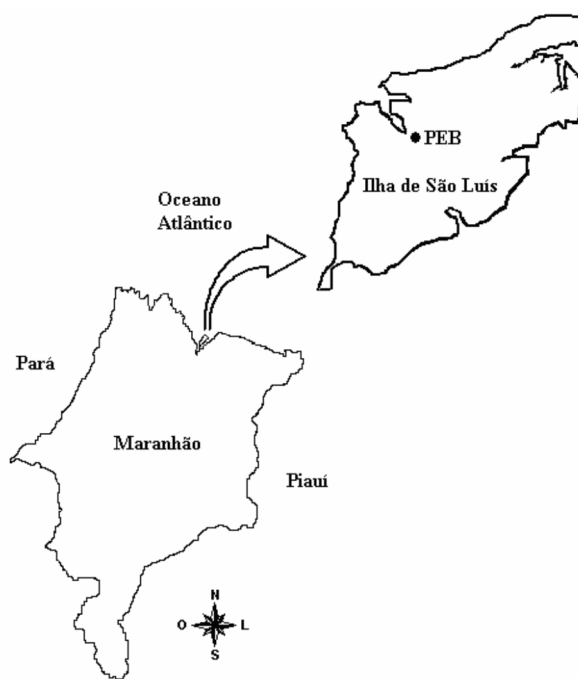 PEB
Ilha de São Luís
Oceano
Atlântico
Pará
Maranhão
Piauí
N
O L
S